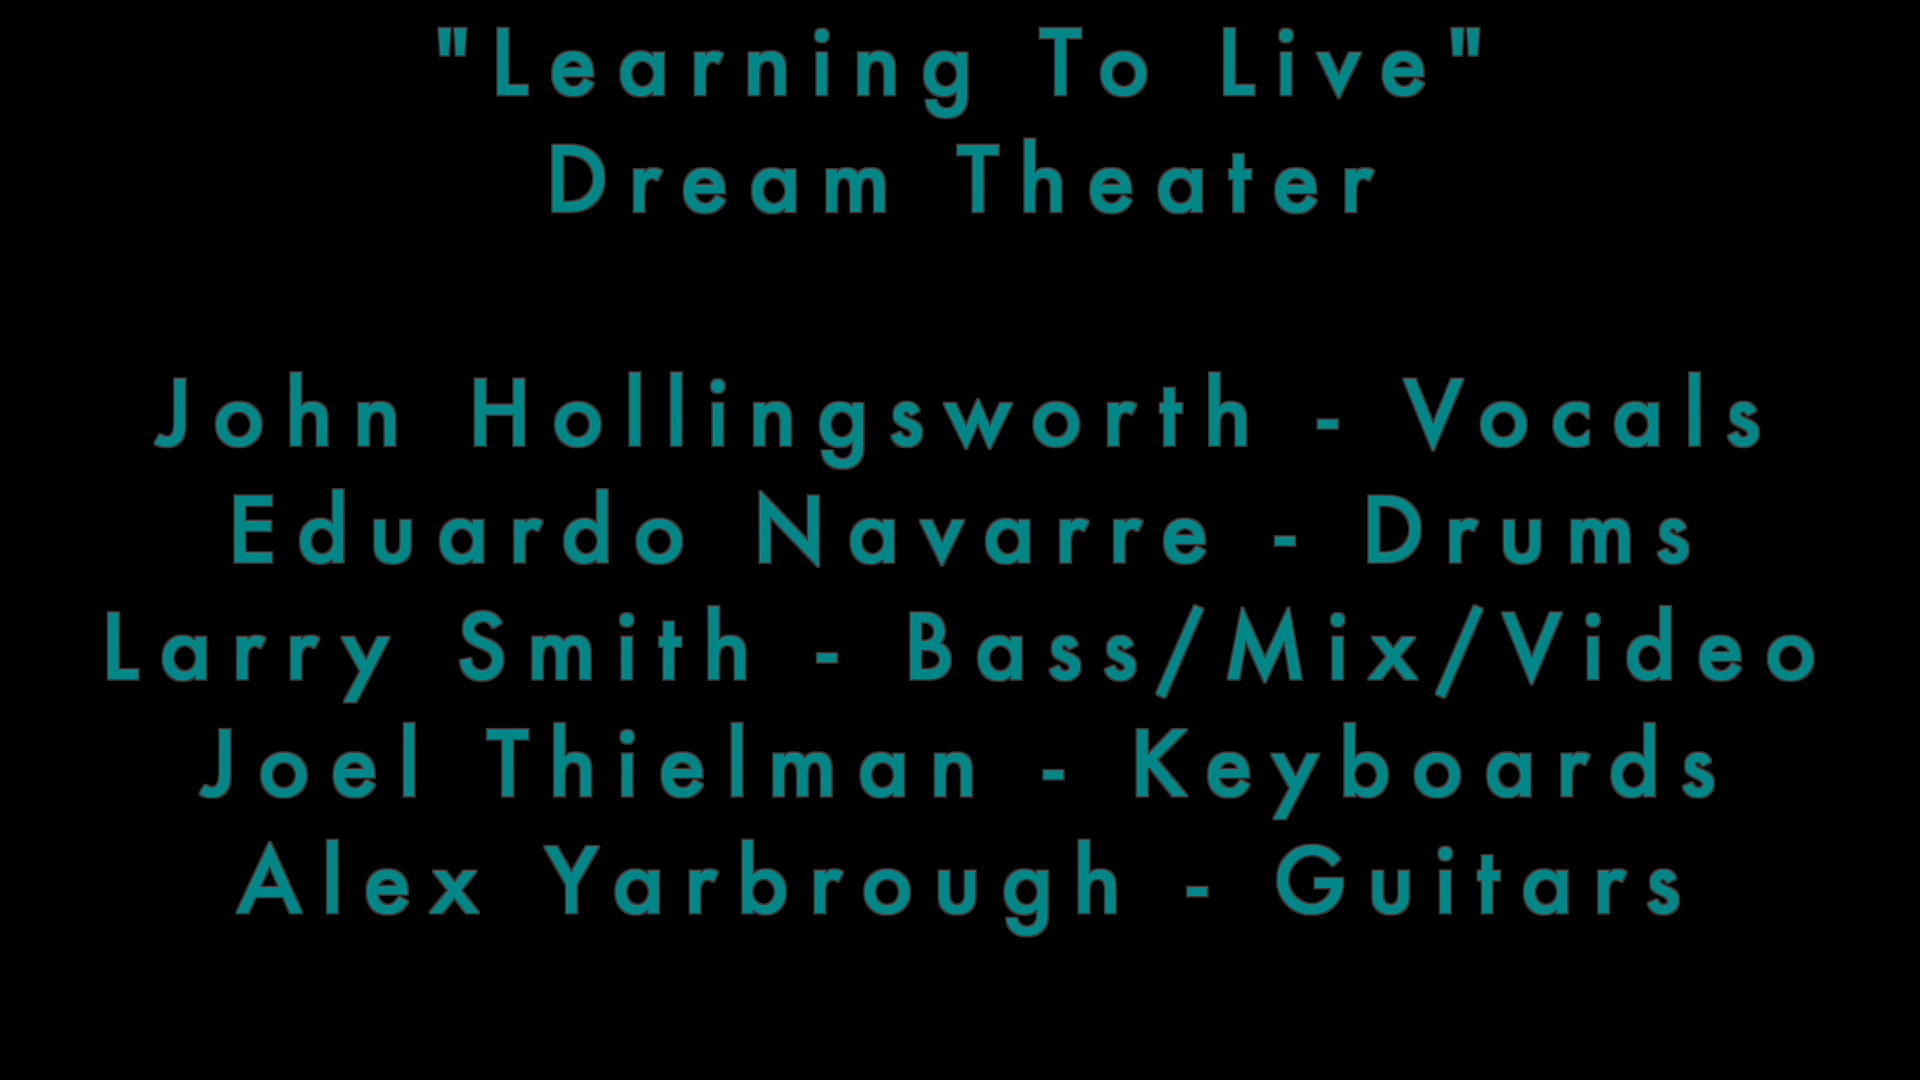 "Learning To Live"
Dream Theater
John Hollingsworth - Vocals
Eduardo Navarre - Drums
Larry Smith - Bass/Mix/Video
Joel Thielman - Keyboards
Alex Yarbrough - Guitars